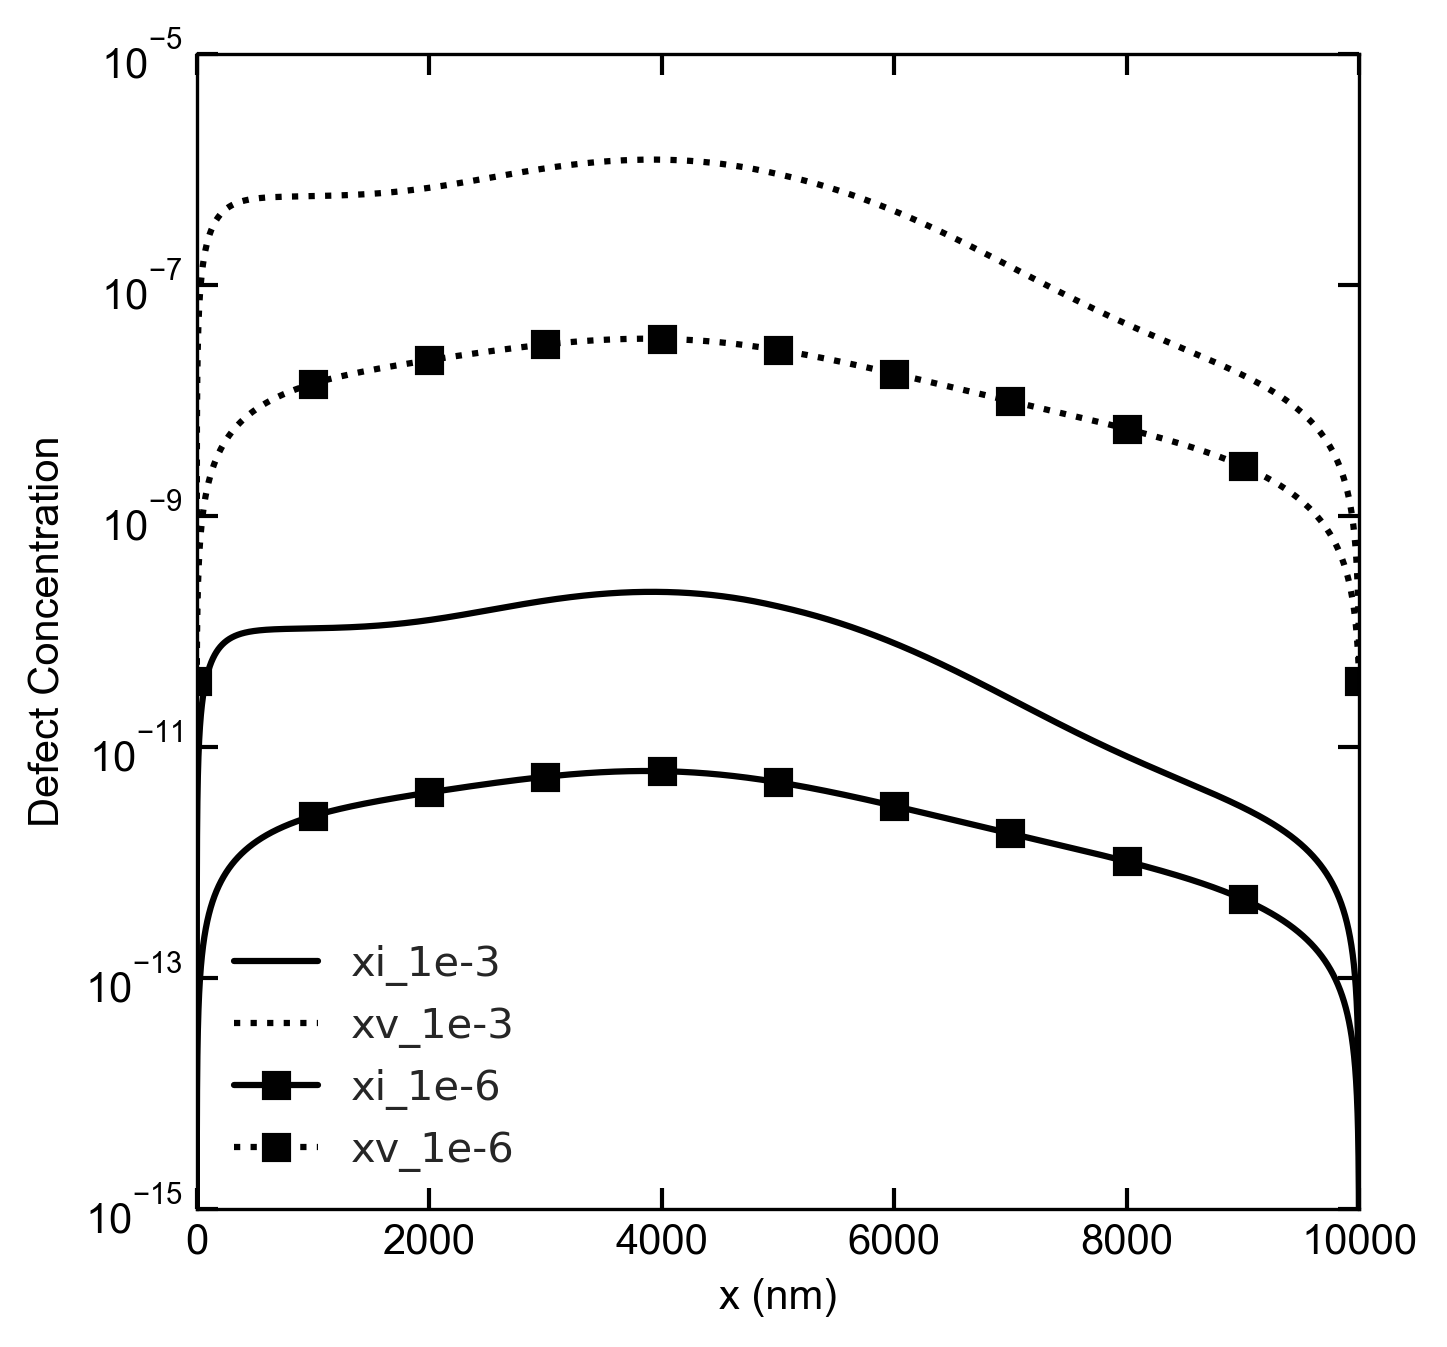 10⁻⁵
10⁻⁷
10⁻⁹
10⁻¹¹
10⁻¹³
10⁻¹⁵
Defect Concentration
xi_1e-3
xv_1e-3
xi_1e-6
xv_1e-6
0 2000 4000 6000 8000 10000
x (nm)